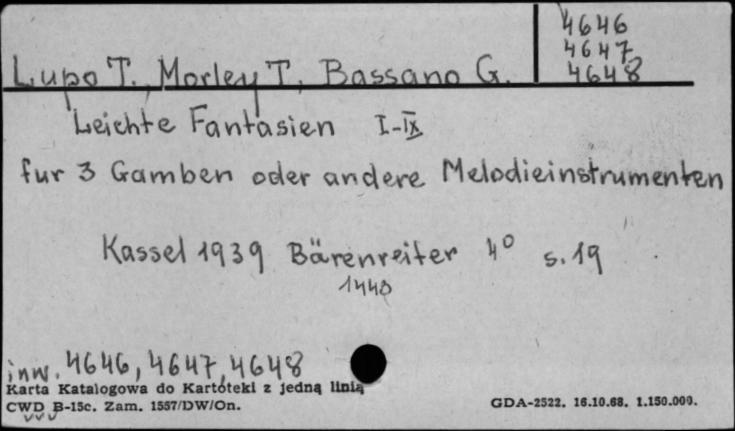 4646
4647
4648
Lupo T., Morley T., Bassano G.
Leichte Fantasien I-IX
fur 3 Gamben oder andere Melodieinstrumenten
Kassel 1939 Bärenreiter 4° s. 19
1440
inw. 4646, 4647, 4648
Karta Katalogowa do Kartoteki z jedną linią
CWD B-15c. Zam. 1557/DW/On.
GDA-2522. 16.10.68. 1.150.000.